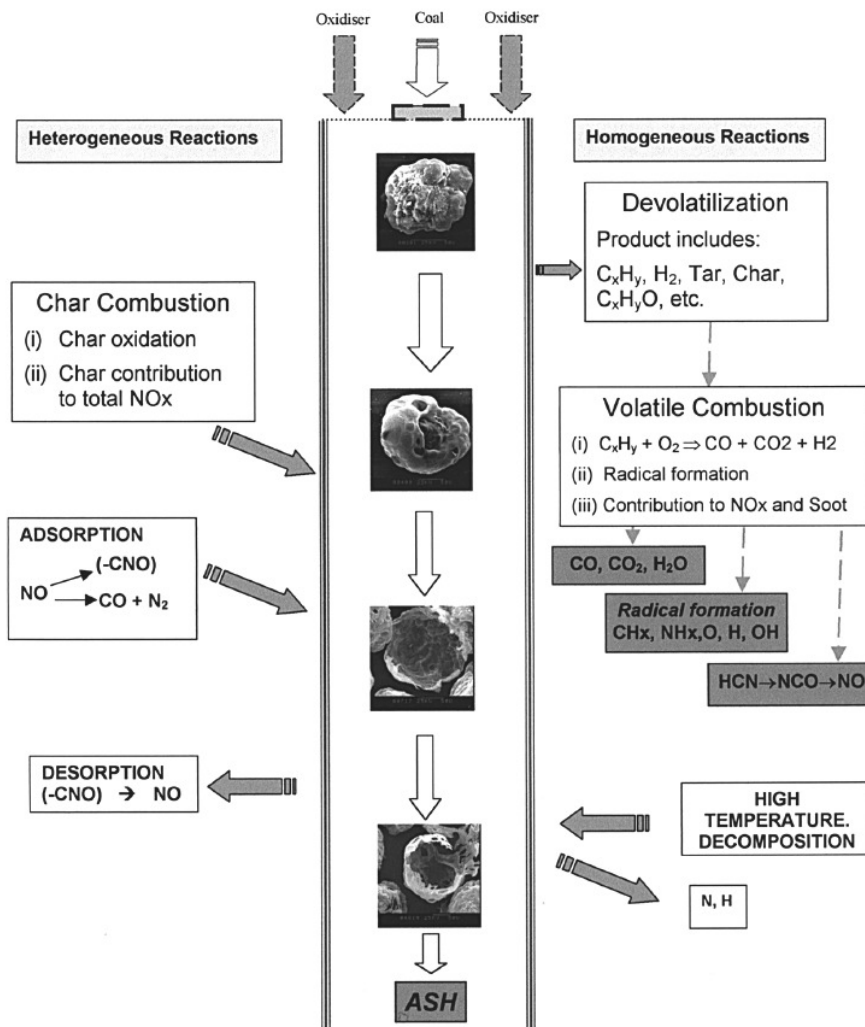 Oxidiser
Coal
Oxidiser
Heterogeneous Reactions
Homogeneous Reactions
Devolatilization
Product includes:
CₓHᵧ, H₂, Tar, Char,
CₓHᵧO, etc.
Char Combustion
(i) Char oxidation
(ii) Char contribution
to total NOx
Volatile Combustion
(i) CₓHᵧ + O₂ ⇒ CO + CO2 + H2
(ii) Radical formation
(iii) Contribution to NOx and Soot
ADSORPTION
(-CNO)
NO
CO + N₂
CO, CO₂, H₂O
Radical formation
CHx, NHx,O, H, OH
HCN→NCO→NO
DESORPTION
(-CNO) → NO
HIGH
TEMPERATURE.
DECOMPOSITION
N, H
ASH